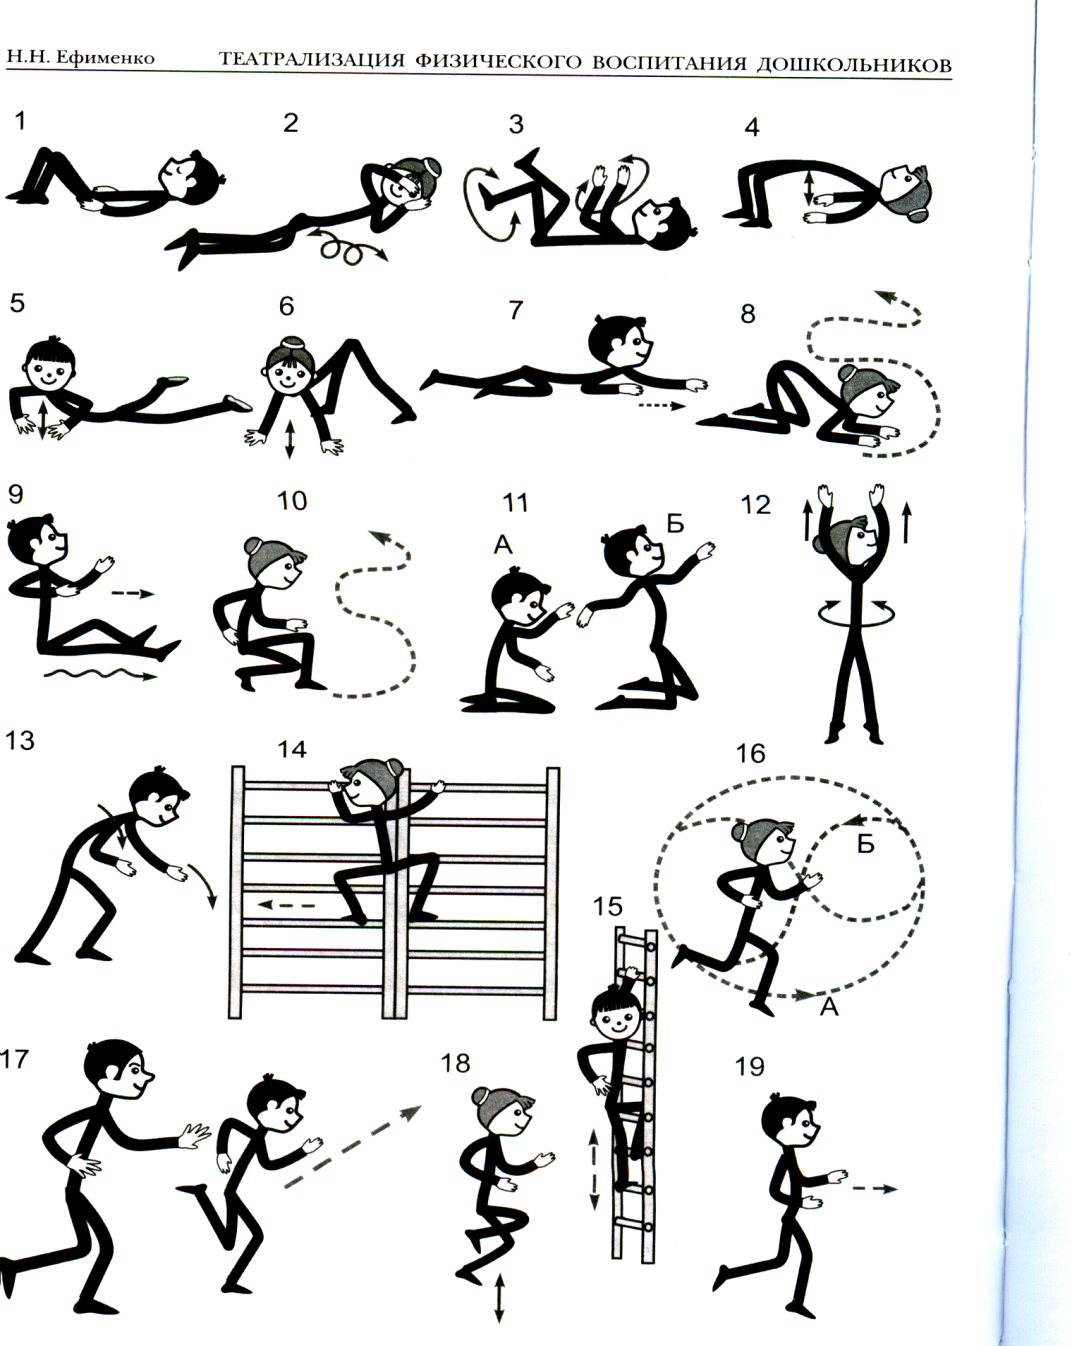 Н.Н. Ефименко ТЕАТРАЛИЗАЦИЯ ФИЗИЧЕСКОГО ВОСПИТАНИЯ ДОШКОЛЬНИКОВ
1 2 3 4
5 6 7 8
9 10 11 12
А Б
13 14 16
Б
15
А
17 18 19